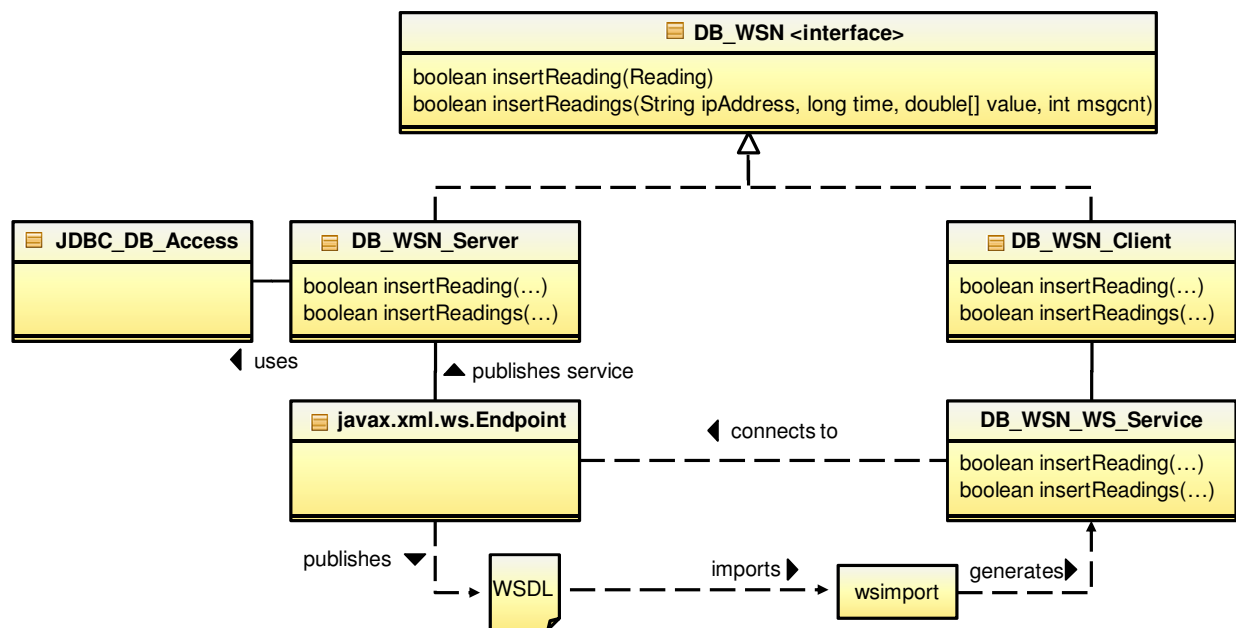 DB_WSN <interface>
boolean insertReading(Reading)
boolean insertReadings(String ipAddress, long time, double[] value, int msgcnt)
JDBC_DB_Access
DB_WSN_Server
boolean insertReading(…)
boolean insertReadings(…)
DB_WSN_Client
boolean insertReading(…)
boolean insertReadings(…)
uses
publishes service
javax.xml.ws.Endpoint
connects to
DB_WSN_WS_Service
boolean insertReading(…)
boolean insertReadings(…)
publishes
WSDL
imports
wsimport
generates